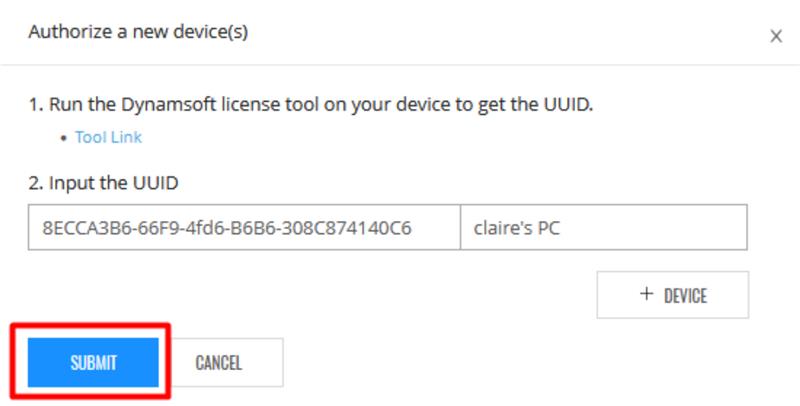 Authorize a new device(s)
1. Run the Dynamsoft license tool on your device to get the UUID.
• Tool Link
2. Input the UUID
8ECCA3B6-66F9-4fd6-B6B6-308C874140C6 claire's PC
+ DEVICE
SUBMIT CANCEL